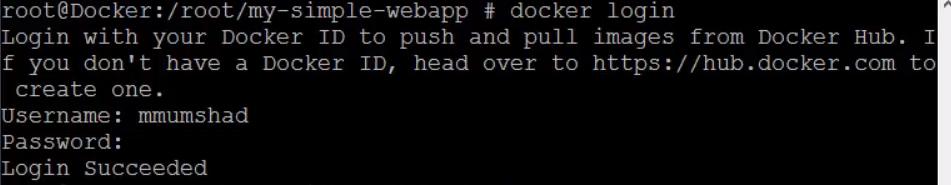 root@Docker:/root/my-simple-webapp # docker login
Login with your Docker ID to push and pull images from Docker Hub. I
f you don't have a Docker ID, head over to https://hub.docker.com to
 create one.
Username: mmumshad
Password:
Login Succeeded